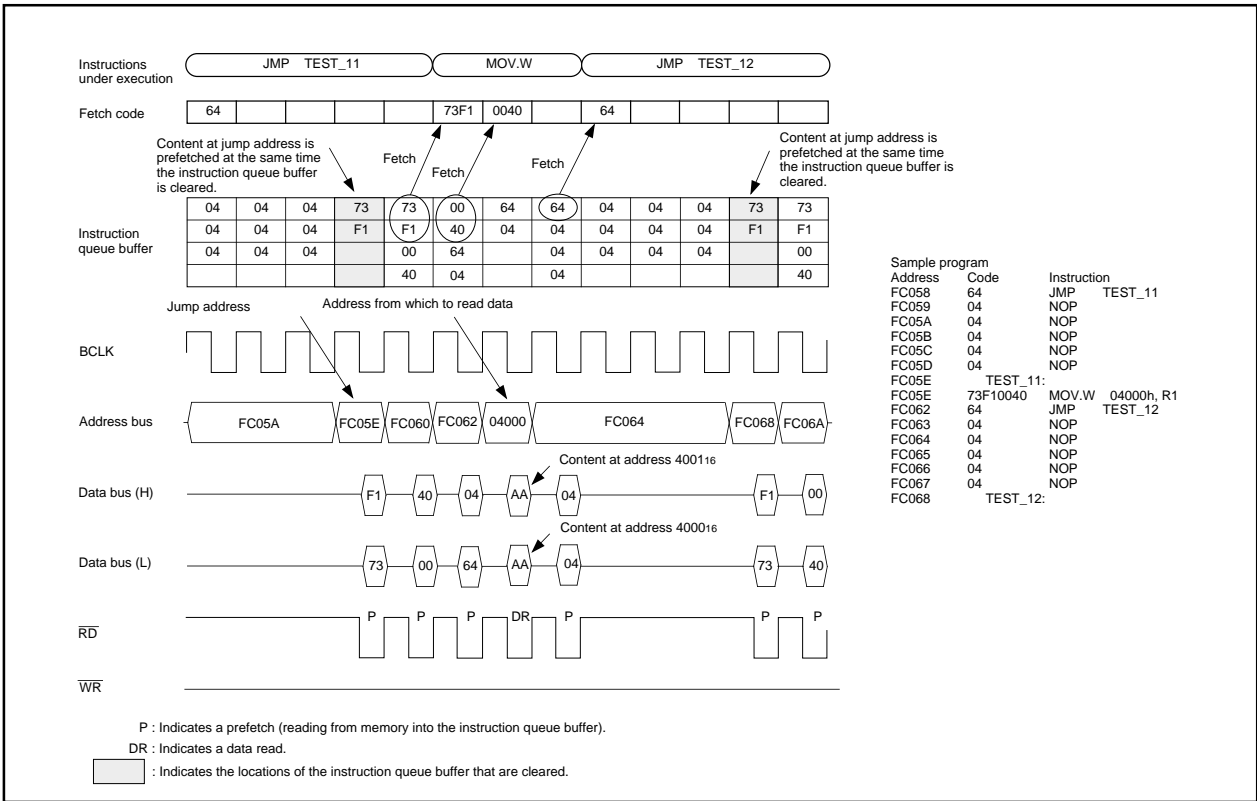 Instructions under execution
JMP TEST_11 MOV.W JMP TEST_12
Fetch code 64 73F1 0040 64
Content at jump address is
prefetched at the same time
the instruction queue buffer
is cleared.
Fetch
Fetch
Fetch
Content at jump address is
prefetched at the same time
the instruction queue buffer is
cleared.
Instruction
queue buffer
04 04 04 73 73 00 64 64 04 04 04 73 73
04 04 04 F1 F1 40 04 04 04 04 04 F1 F1
04 04 04 00 64 04 04 04 04 00
40 04 04 40
Jump address
Address from which to read data
BCLK
Address bus FC05A FC05E FC060 FC062 04000 FC064 FC068 FC06A
Content at address 400116
Data bus (H) F1 40 04 AA 04 F1 00
Content at address 400016
Data bus (L) 73 00 64 AA 04 73 40
P P P DR P P P
RD
WR
Sample program
Address Code Instruction
FC058 64 JMP TEST_11
FC059 04 NOP
FC05A 04 NOP
FC05B 04 NOP
FC05C 04 NOP
FC05D 04 NOP
FC05E TEST_11:
FC05E 73F10040 MOV.W 04000h, R1
FC062 64 JMP TEST_12
FC063 04 NOP
FC064 04 NOP
FC065 04 NOP
FC066 04 NOP
FC067 04 NOP
FC068 TEST_12:
P : Indicates a prefetch (reading from memory into the instruction queue buffer).
DR : Indicates a data read.
: Indicates the locations of the instruction queue buffer that are cleared.